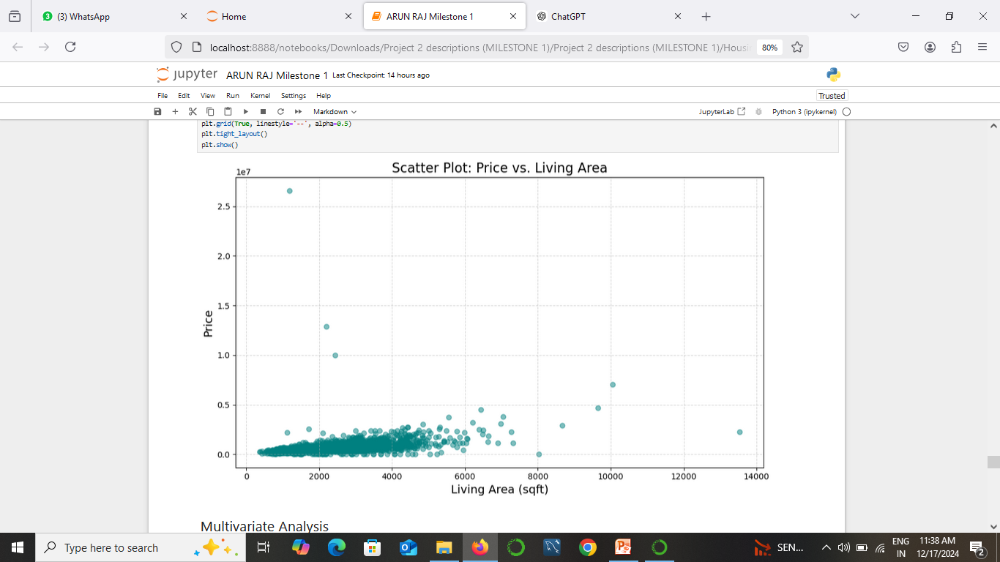 (3) WhatsApp
Home
ARUN RAJ Milestone 1
ChatGPT
localhost:8888/notebooks/Downloads/Project 2 descriptions (MILESTONE 1)/Project 2 descriptions (MILESTONE 1)/Housi
80%
jupyter ARUN RAJ Milestone 1 Last Checkpoint: 14 hours ago
File Edit View Run Kernel Settings Help
Trusted
Markdown
JupyterLab
Python 3 (ipykernel)
plt.grid(True, linestyle='--', alpha=0.5)
plt.tight_layout()
plt.show()
Scatter Plot: Price vs. Living Area
1e7
2.5
2.0
1.5
1.0
0.5
0.0
Price
0 2000 4000 6000 8000 10000 12000 14000
Living Area (sqft)
Multivariate Analysis
Type here to search
SEN...
ENG
IN
11:38 AM
12/17/2024
2